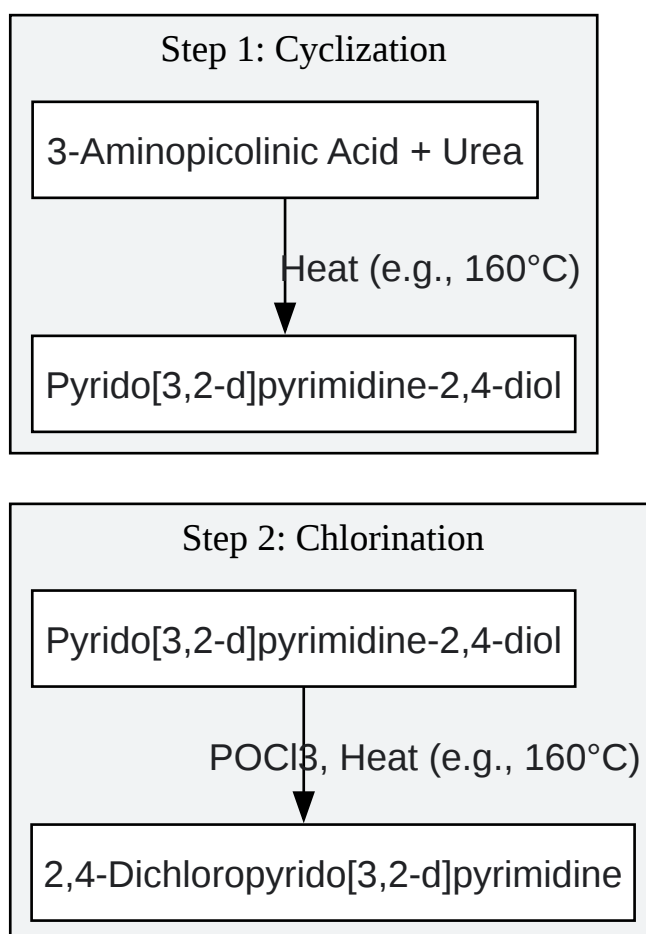 Step 1: Cyclization
3-Aminopicolinic Acid + Urea
Heat (e.g., 160°C)
Pyrido[3,2-d]pyrimidine-2,4-diol
Step 2: Chlorination
Pyrido[3,2-d]pyrimidine-2,4-diol
POCl3, Heat (e.g., 160°C)
2,4-Dichloropyrido[3,2-d]pyrimidine